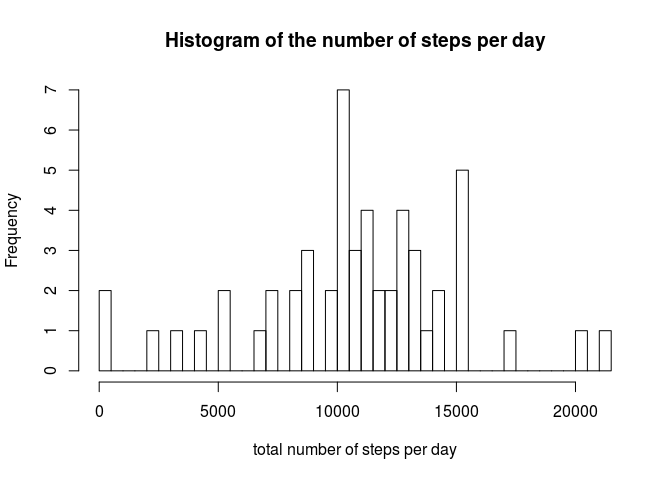 Histogram of the number of steps per day
Frequency
7
6
5
4
3
2
1
0
0 5000 10000 15000 20000
total number of steps per day